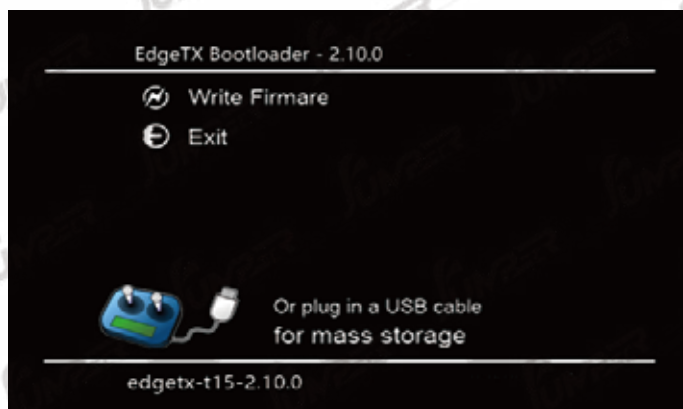 EdgeTX Bootloader - 2.10.0
Write Firmare
Exit
Or plug in a USB cable
for mass storage
edgetx-t15-2.10.0
JUMPER